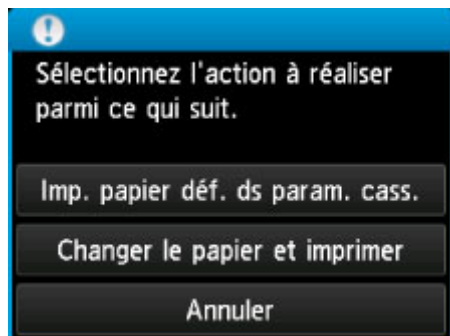 Sélectionnez l'action à réaliser
parmi ce qui suit.
Imp. papier déf. ds param. cass.
Changer le papier et imprimer
Annuler